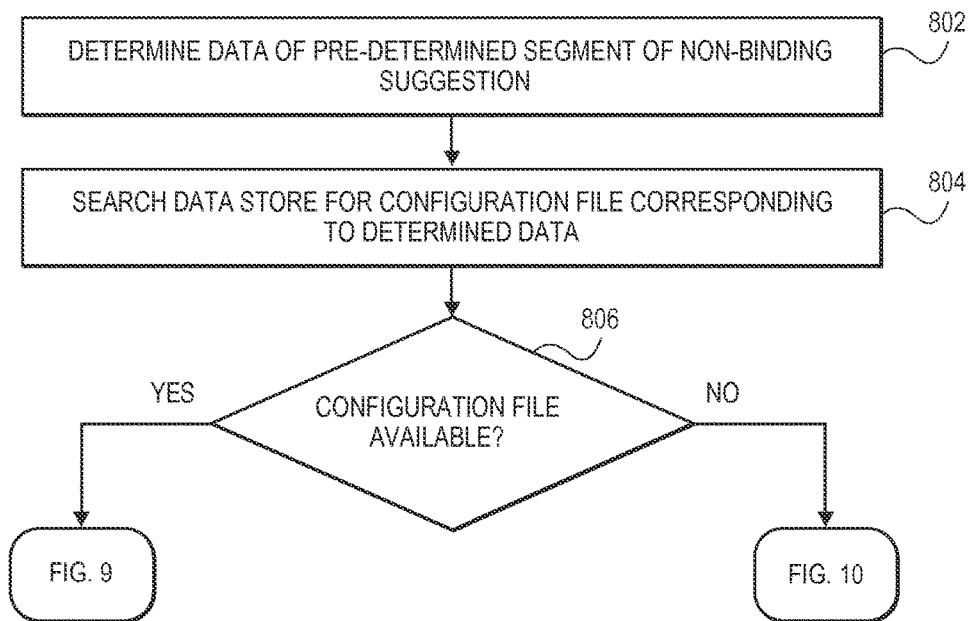 802
DETERMINE DATA OF PRE-DETERMINED SEGMENT OF NON-BINDING
SUGGESTION
804
SEARCH DATA STORE FOR CONFIGURATION FILE CORRESPONDING
TO DETERMINED DATA
806
YES
NO
CONFIGURATION FILE
AVAILABLE?
FIG. 9
FIG. 10